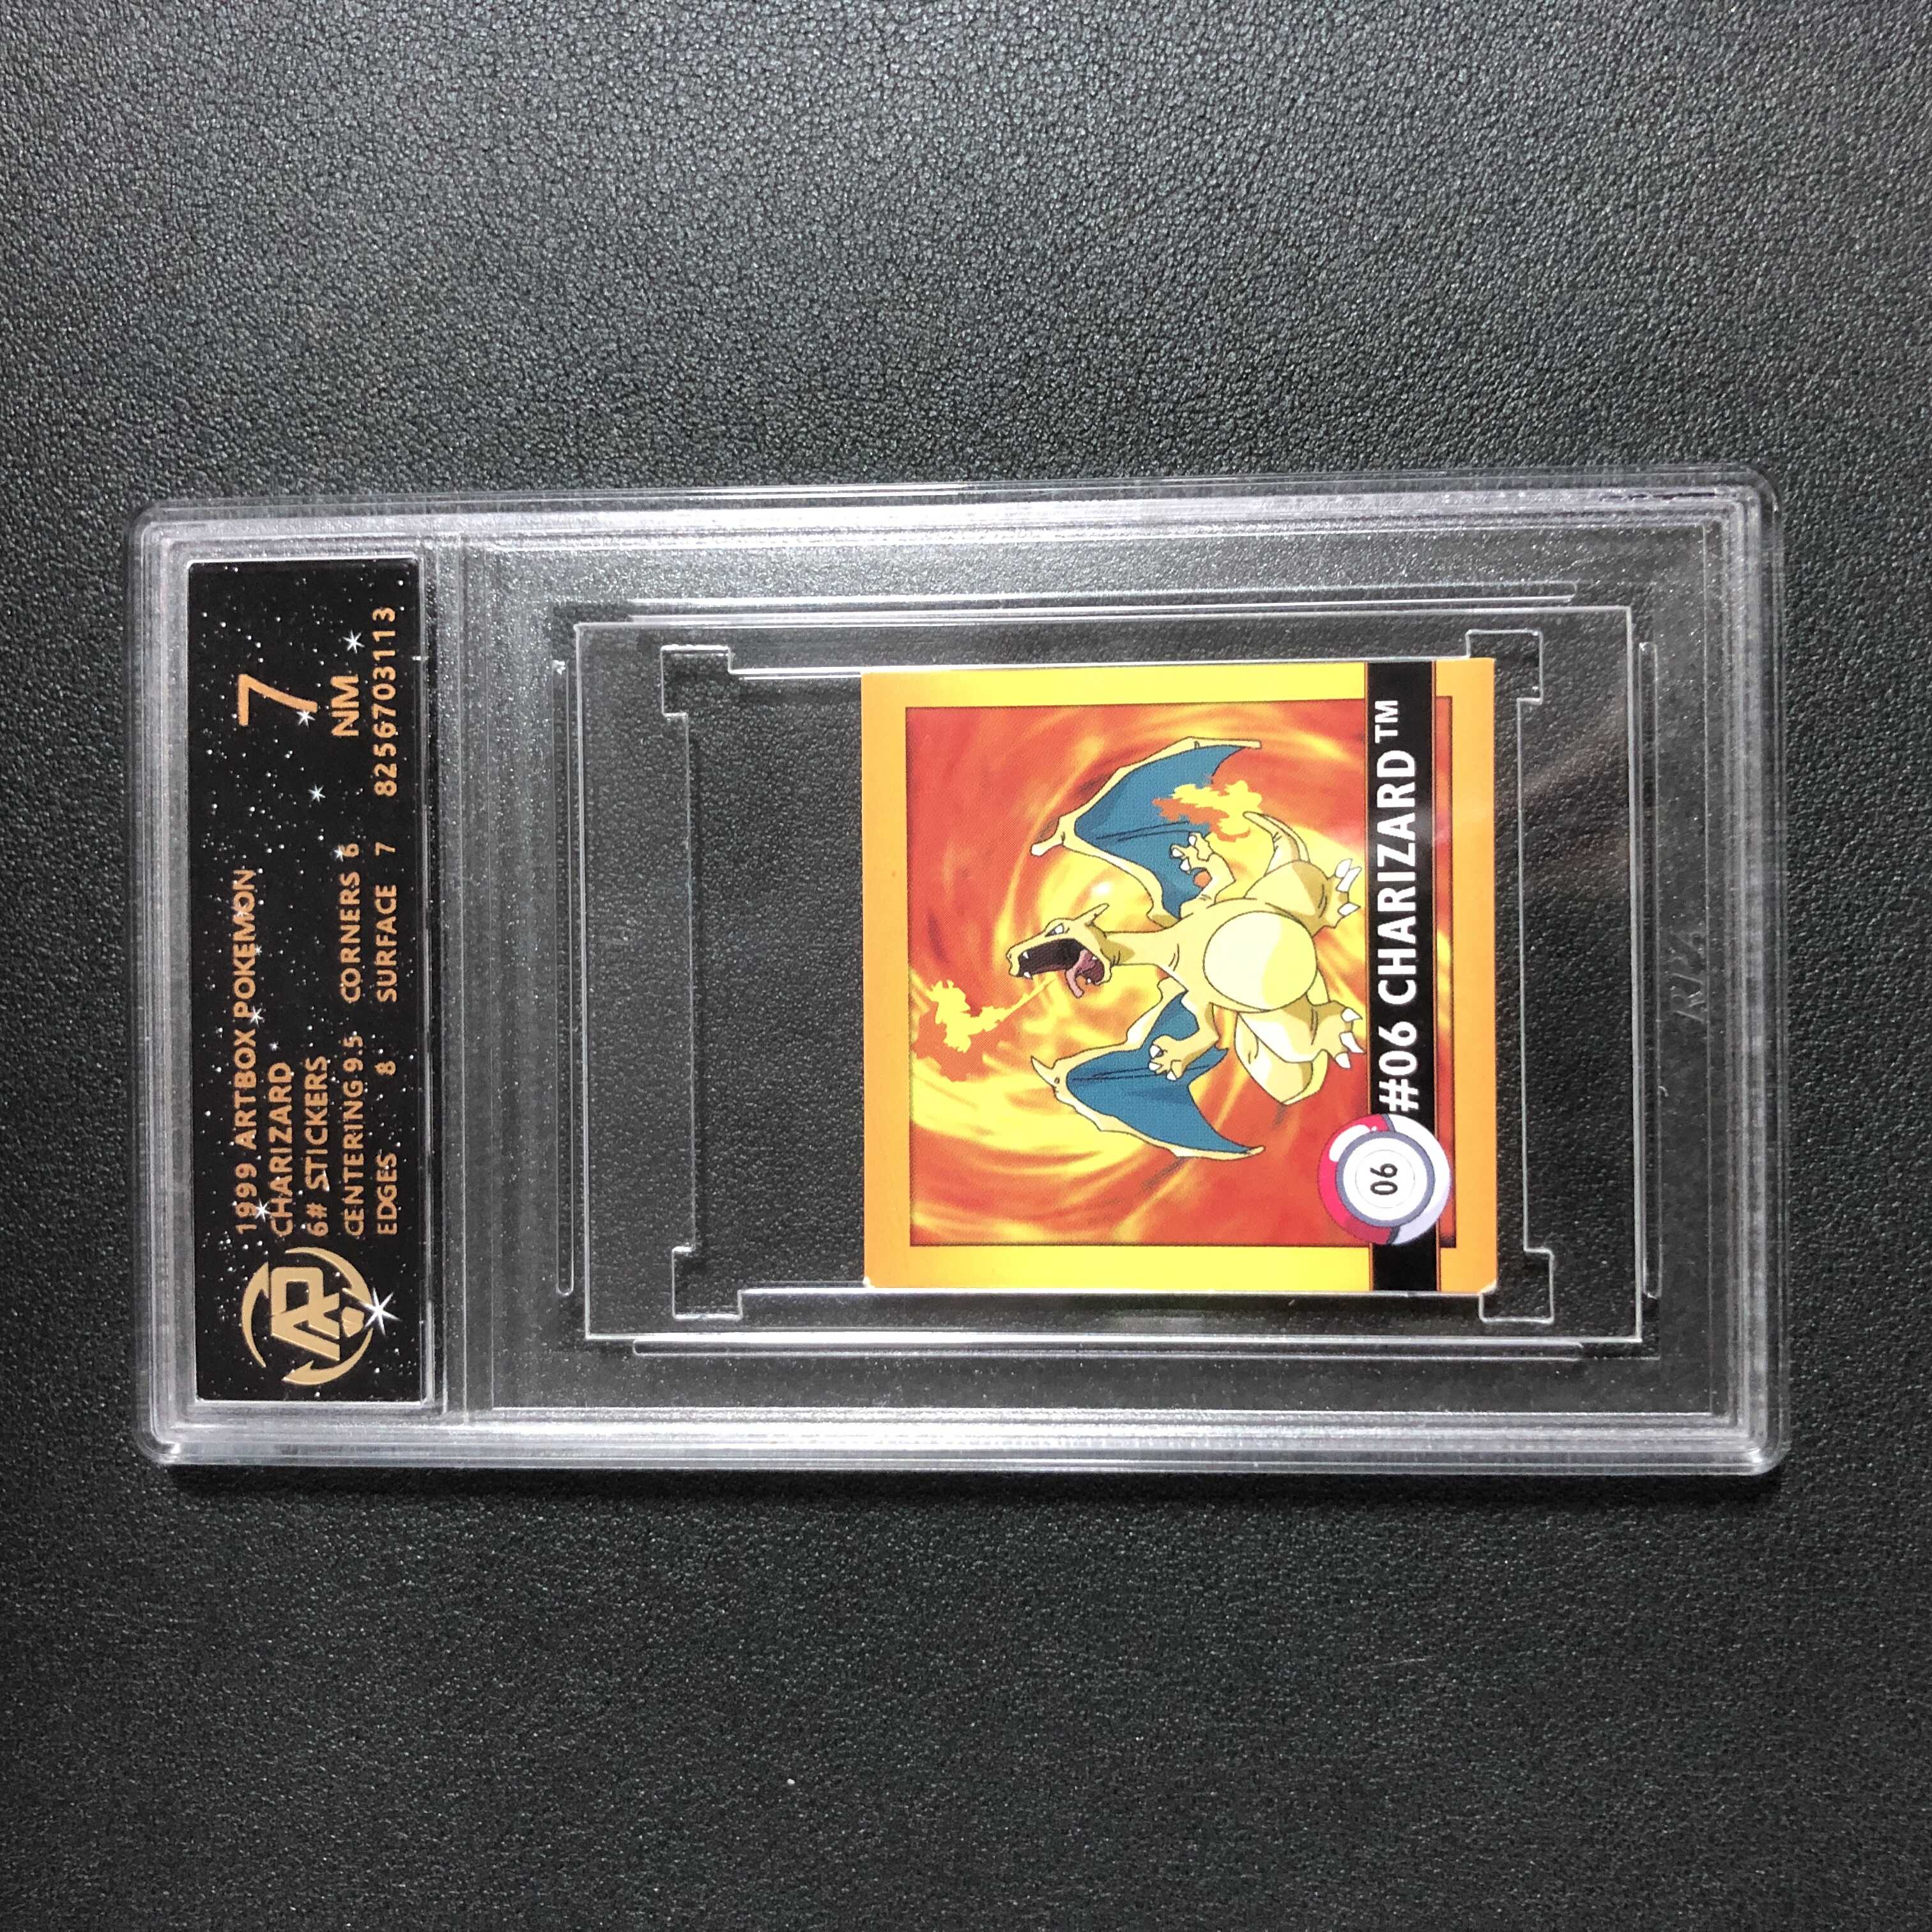 1999 ARTBOX POKEMON
CHARIZARD
6# STICKERS
CENTERING 9.5 CORNERS 6
EDGES 8 SURFACE 7
7
NM
8256703113
#06 CHARIZARD™
06